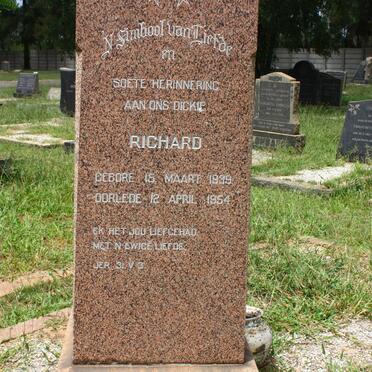 'N Simbool van Liefde
en
SOETE HERINNERING
AAN ONS DICKIE
RICHARD
GEBORE 15 MAART 1939
OORLEDE 12 APRIL 1954
EK HET JOU LIEFGEHAD
MET 'N EWIGE LIEFDE.
JER. 31 V 3